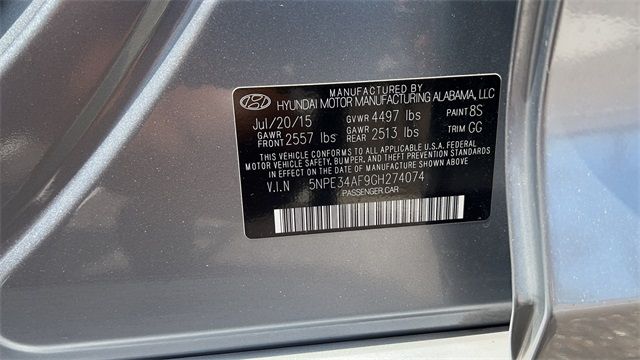 MANUFACTURED BY
HYUNDAI MOTOR MANUFACTURING ALABAMA, LLC
Jul/20/15 GVWR 4497 lbs PAINT 8S
GAWR FRONT 2557 lbs GAWR REAR 2513 lbs TRIM GG
THIS VEHICLE CONFORMS TO ALL APPLICABLE U.S.A. FEDERAL
MOTOR VEHICLE SAFETY, BUMPER, AND THEFT PREVENTION
STANDARDS IN EFFECT ON THE DATE OF MANUFACTURE SHOWN ABOVE
V.I.N 5NPE34AF9GH274074
PASSENGER CAR